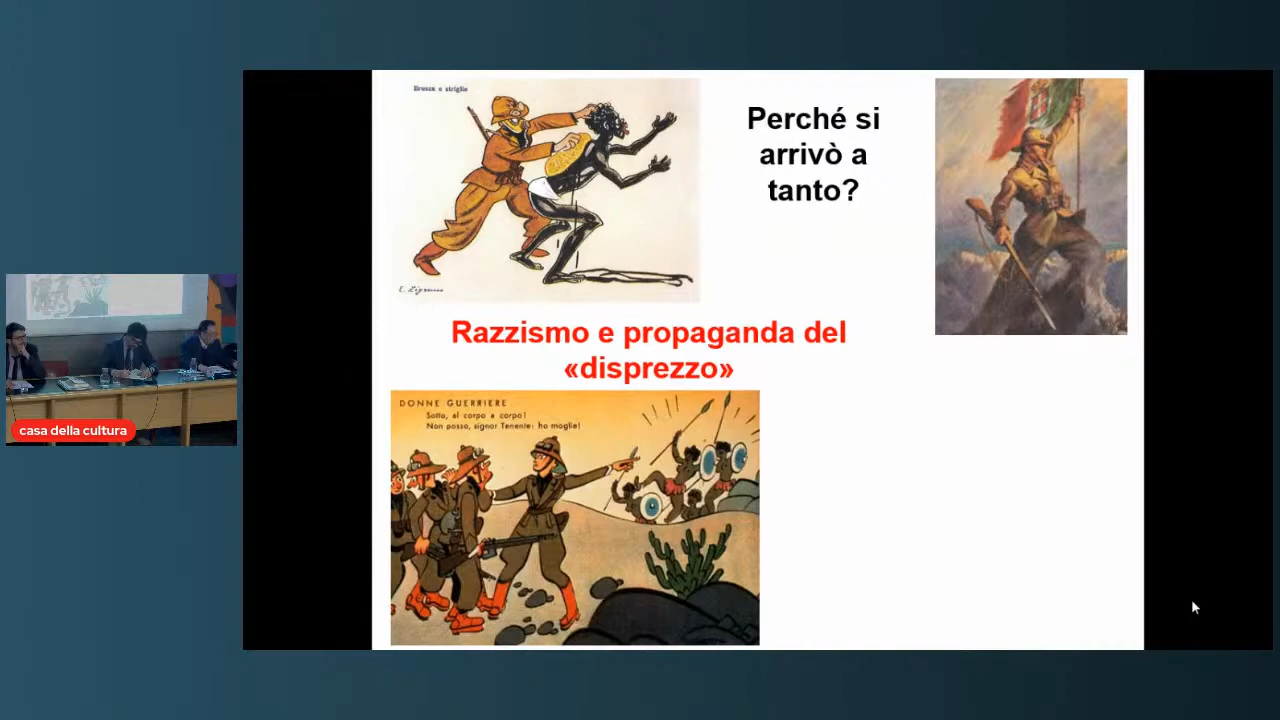 Brusca e striglia
Perché si
arrivò a
tanto?
Razzismo e propaganda del
«disprezzo»
DONNE GUERRIERE
Sotto, al corpo a corpo!
Non posso, signor Tenente: ho moglie!
casa della cultura